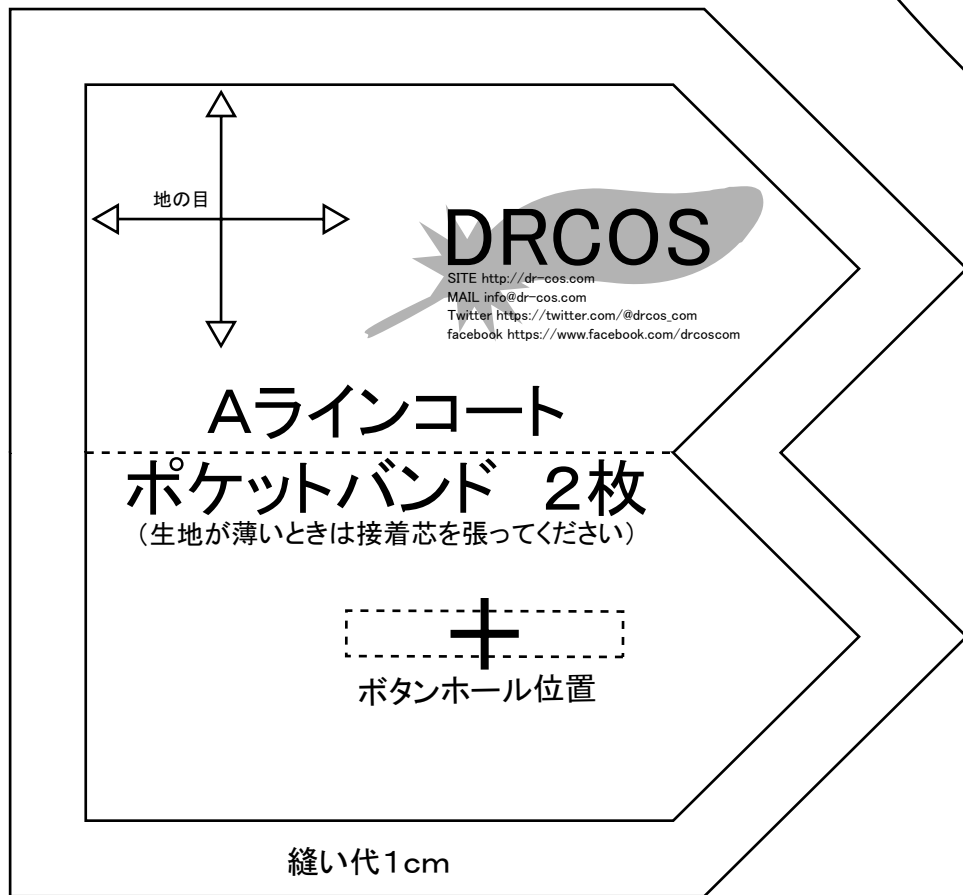 地の目
DRCOS
SITE http://dr-cos.com
MAIL info@dr-cos.com
Twitter https://twitter.com/@drcos_com
facebook https://www.facebook.com/drcoscom
Aラインコート
ポケットバンド　2枚
（生地が薄いときは接着芯を張ってください）
ボタンホール位置
縫い代1cm